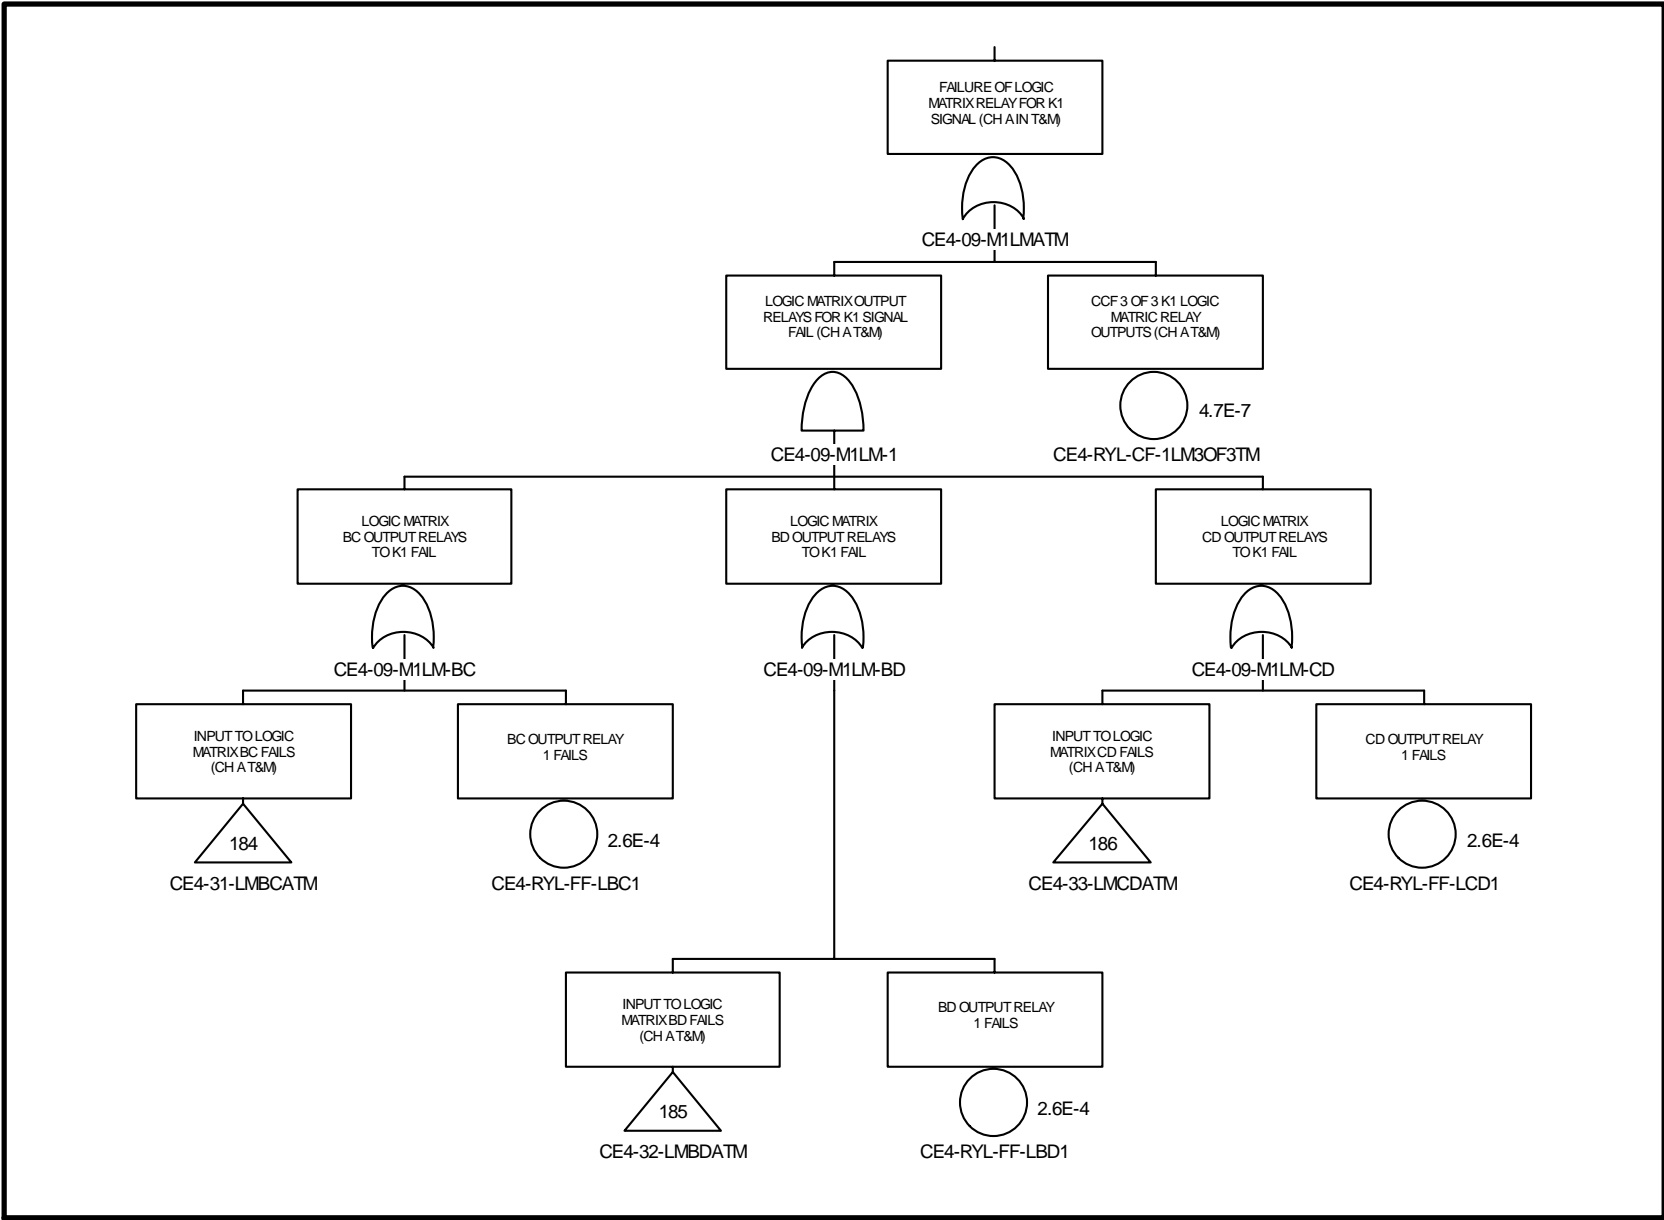 FAILURE OF LOGIC
MATRIX RELAY FOR K1
SIGNAL (CH A IN T&M)
CE4-09-M1LMATM
LOGIC MATRIX OUTPUT
RELAYS FOR K1 SIGNAL
FAIL (CH A T&M)
CE4-09-M1LM-1
CCF 3 OF 3 K1 LOGIC
MATRIC RELAY
OUTPUTS (CH A T&M)
4.7E-7
CE4-RYL-CF-1LM3OF3TM
LOGIC MATRIX
BC OUTPUT RELAYS
TO K1 FAIL
CE4-09-M1LM-BC
LOGIC MATRIX
BD OUTPUT RELAYS
TO K1 FAIL
CE4-09-M1LM-BD
LOGIC MATRIX
CD OUTPUT RELAYS
TO K1 FAIL
CE4-09-M1LM-CD
INPUT TO LOGIC
MATRIX BC FAILS
(CH A T&M)
184
CE4-31-LMBCATM
BC OUTPUT RELAY
1 FAILS
2.6E-4
CE4-RYL-FF-LBC1
INPUT TO LOGIC
MATRIX CD FAILS
(CH A T&M)
186
CE4-33-LMCDATM
CD OUTPUT RELAY
1 FAILS
2.6E-4
CE4-RYL-FF-LCD1
INPUT TO LOGIC
MATRIX BD FAILS
(CH A T&M)
185
CE4-32-LMBDATM
BD OUTPUT RELAY
1 FAILS
2.6E-4
CE4-RYL-FF-LBD1